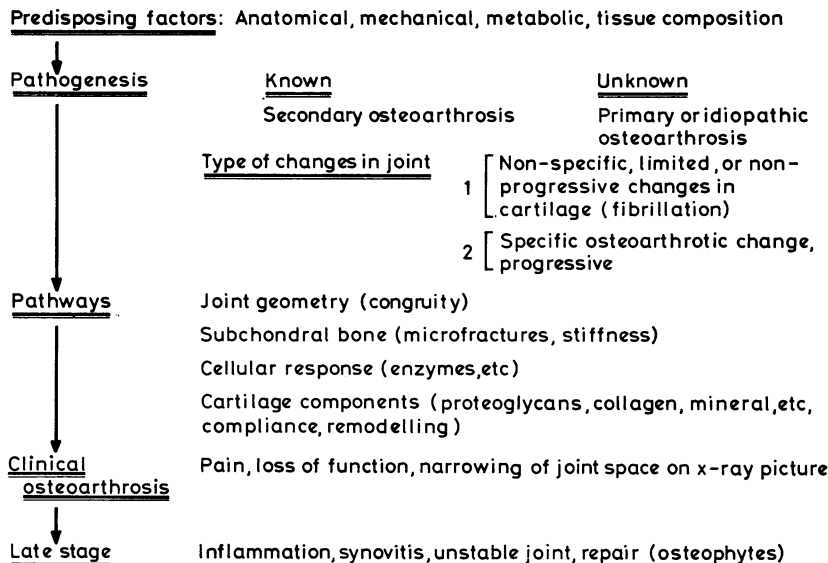 Predisposing factors: Anatomical, mechanical, metabolic, tissue composition
Pathogenesis Known Unknown
Secondary osteoarthrosis Primary or idiopathic
osteoarthrosis
Type of changes in joint
1 Non-specific, limited, or non-
progressive changes in
cartilage (fibrillation)
2 Specific osteoarthrotic change,
progressive
Pathways Joint geometry (congruity)
Subchondral bone (microfractures, stiffness)
Cellular response (enzymes,etc)
Cartilage components (proteoglycans, collagen, mineral,etc,
compliance, remodelling)
Clinical Pain, loss of function, narrowing of joint space on x-ray picture
osteoarthrosis
Late stage Inflammation, synovitis, unstable joint, repair (osteophytes)